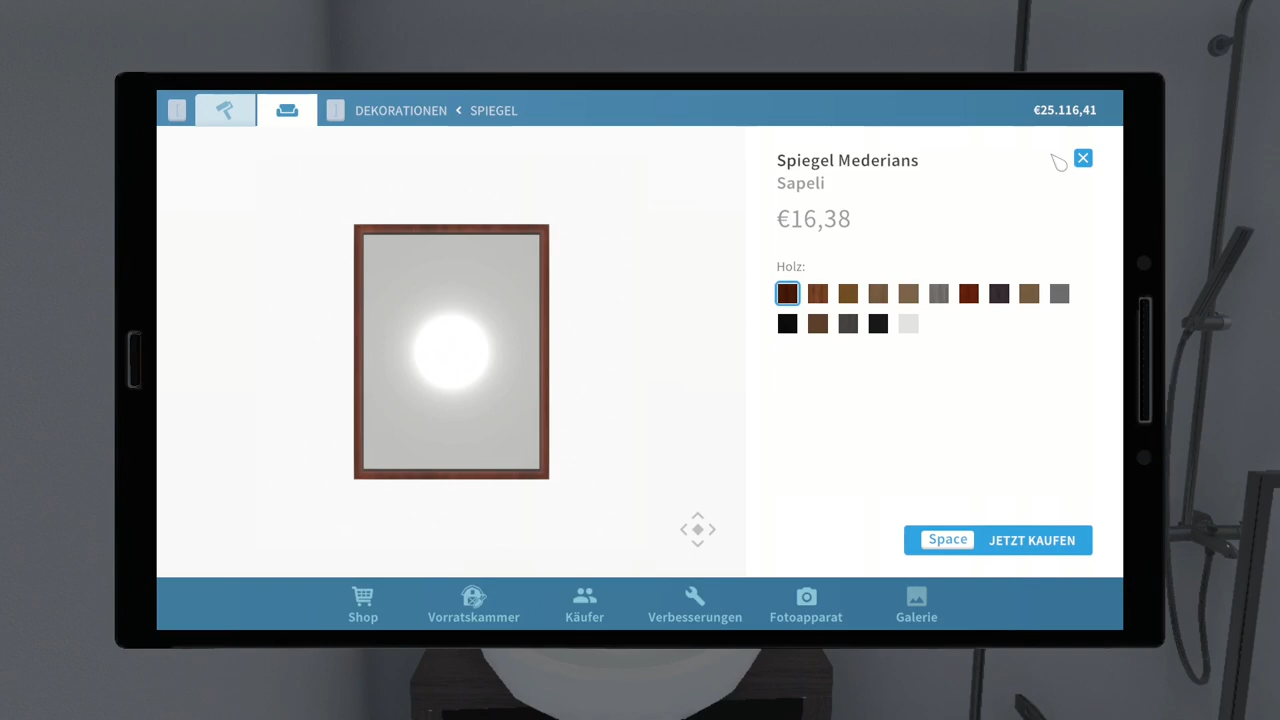 DEKORATIONEN < SPIEGEL
€25.116,41
Spiegel Mederians
Sapeli
€16,38
Holz:
Space JETZT KAUFEN
Shop
Vorratskammer
Käufer
Verbesserungen
Fotoapparat
Galerie